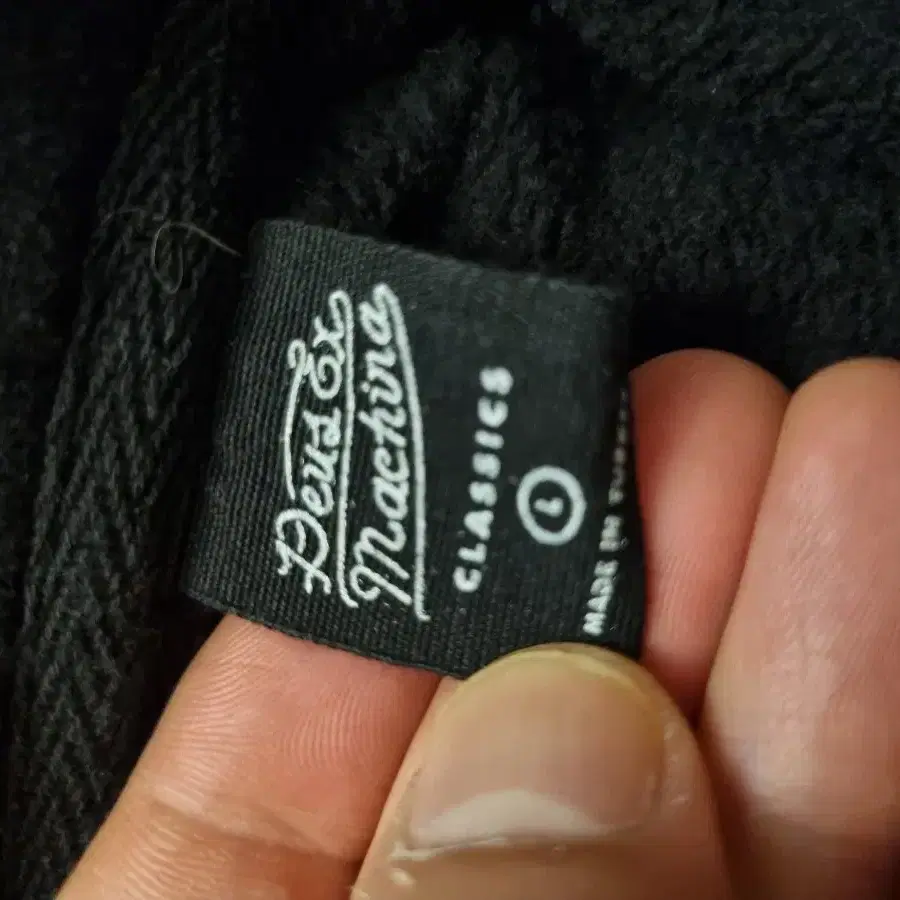 Deus Ex
Machina
CLASSICS
L
MADE IN